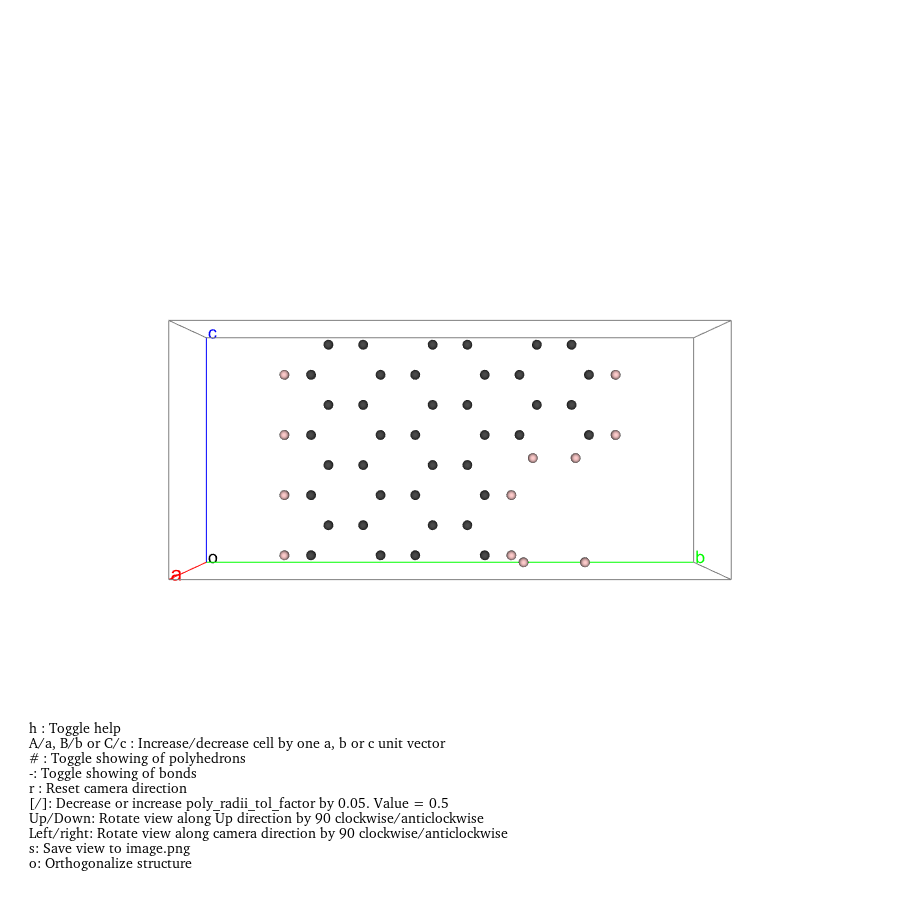 c
o
b
a
h : Toggle help
A/a, B/b or C/c : Increase/decrease cell by one a, b or c unit vector
# : Toggle showing of polyhedrons
-: Toggle showing of bonds
r : Reset camera direction
[/]: Decrease or increase poly_radii_tol_factor by 0.05. Value = 0.5
Up/Down: Rotate view along Up direction by 90 clockwise/anticlockwise
Left/right: Rotate view along camera direction by 90 clockwise/anticlockwise
s: Save view to image.png
o: Orthogonalize structure